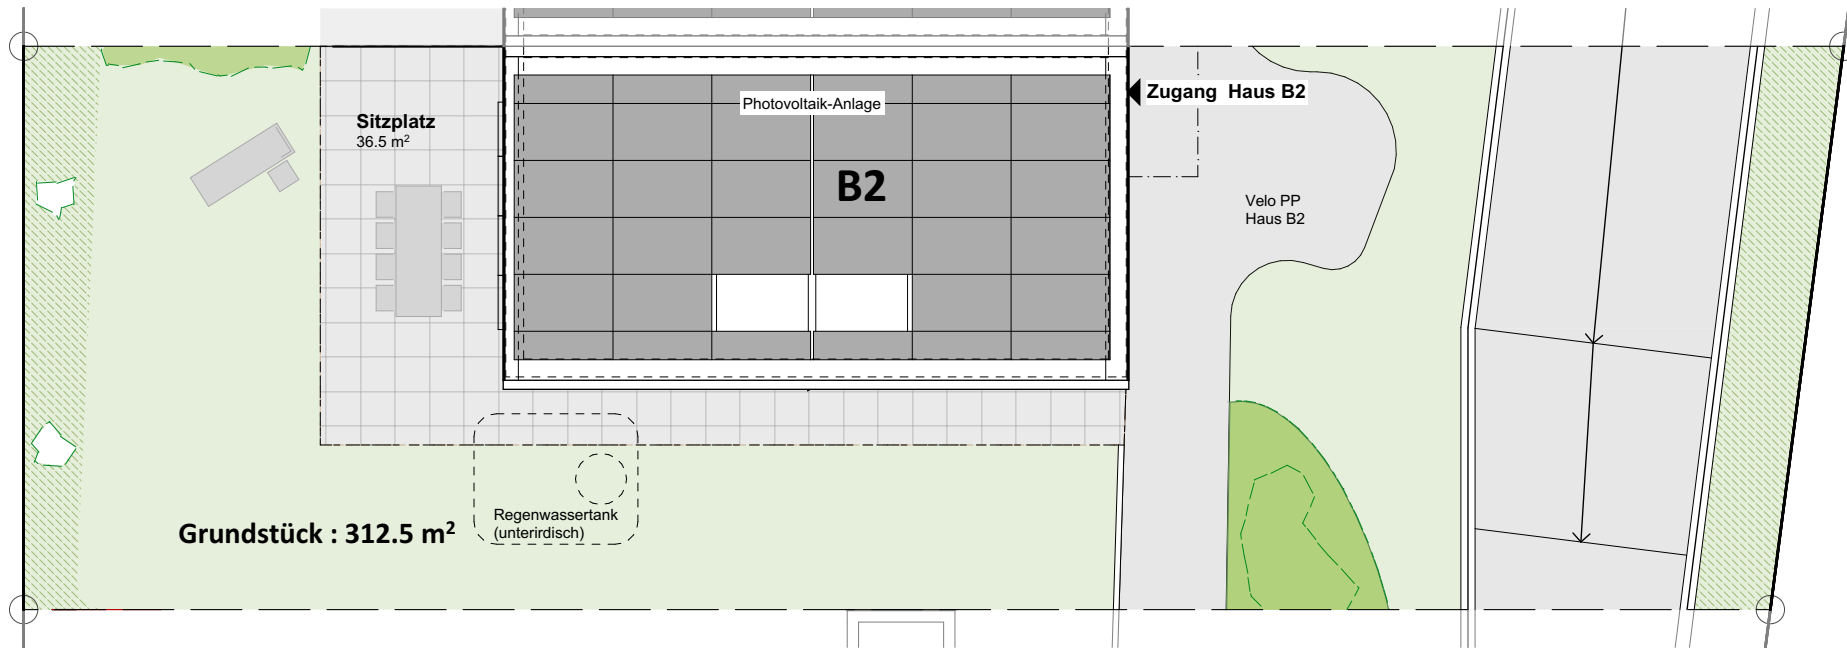 Photovoltaik-Anlage
Zugang Haus B2
Sitzplatz
36.5 m²
B2
Velo PP
Haus B2
Regenwassertank
(unterirdisch)
Grundstück : 312.5 m²